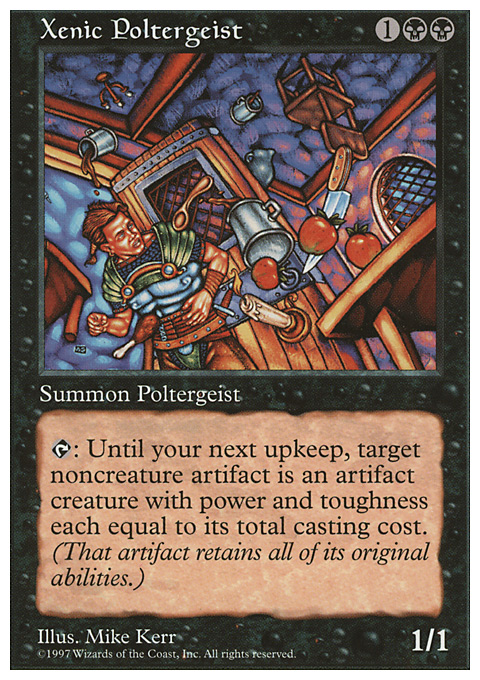 Xenic Poltergeist 1
Summon Poltergeist
: Until your next upkeep, target
noncreature artifact is an artifact
creature with power and toughness
each equal to its total casting cost.
(That artifact retains all of its original
abilities.)
Illus. Mike Kerr
©1997 Wizards of the Coast, Inc. All rights reserved.
1/1